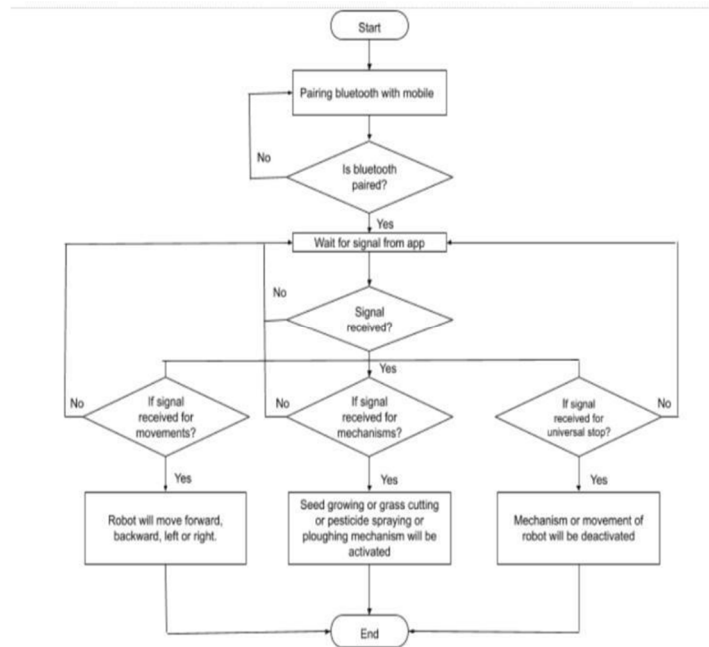 Start
Pairing bluetooth with mobile
No
Is bluetooth
paired?
Yes
Wait for signal from app
No
Signal
received?
Yes
No
If signal
received for
movements?
No
If signal
received for
mechanisms?
If signal
received for
universal stop?
No
Yes
Yes
Yes
Robot will move forward,
backward, left or right.
Seed growing or grass cutting
or pesticide spraying or
ploughing mechanism will be
activated
Mechanism or movement of
robot will be deactivated
End